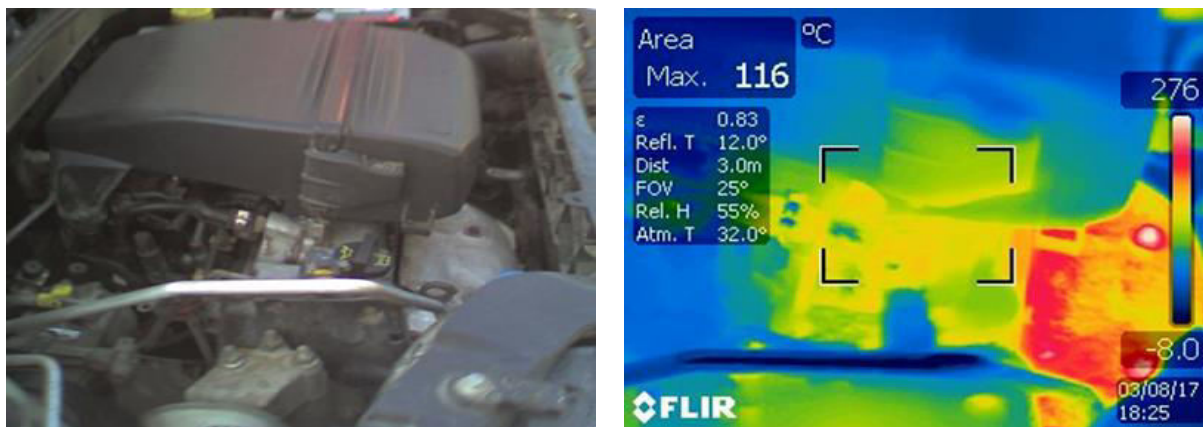 Area
Max. 116
°C
ε 0.83
Refl. T 12.0°
Dist 3.0m
FOV 25°
Rel. H 55%
Atm. T 32.0°
276
-8.0
03/08/17
18:25
FLIR